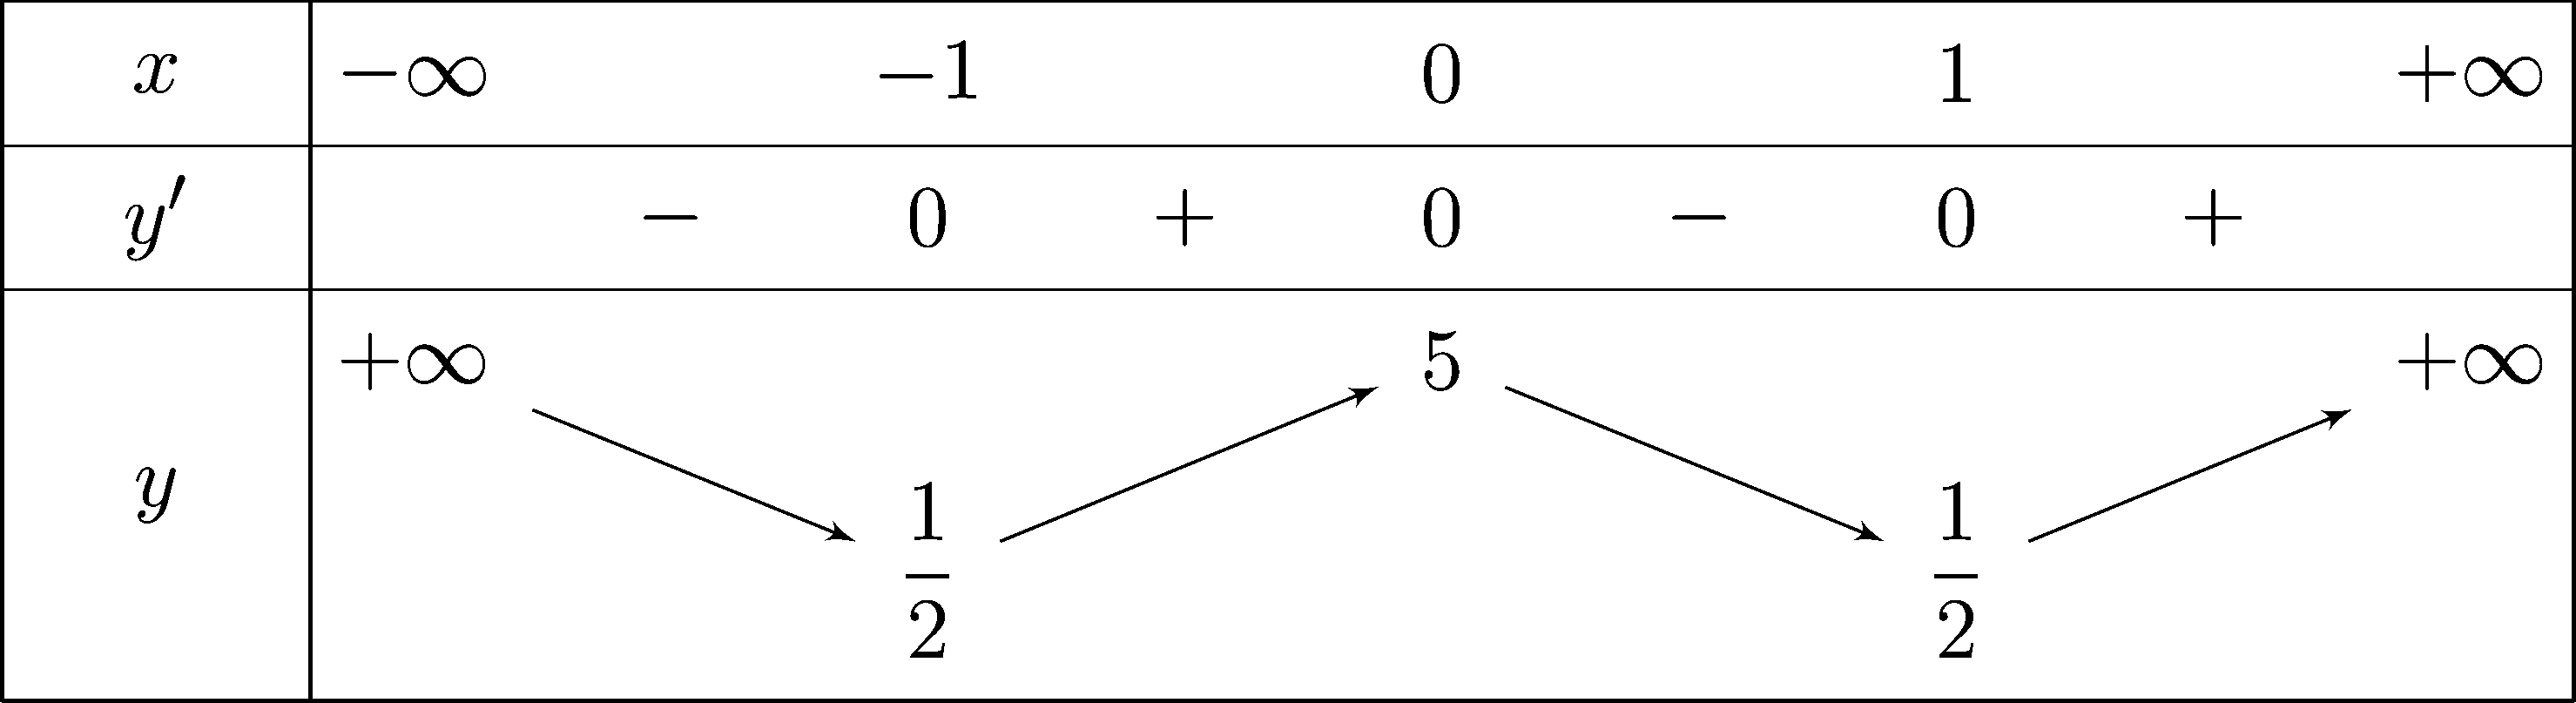 x −∞ −1 0 1 +∞
y′ − 0 + 0 − 0 +
+∞ 5 +∞
y 1/2 1/2